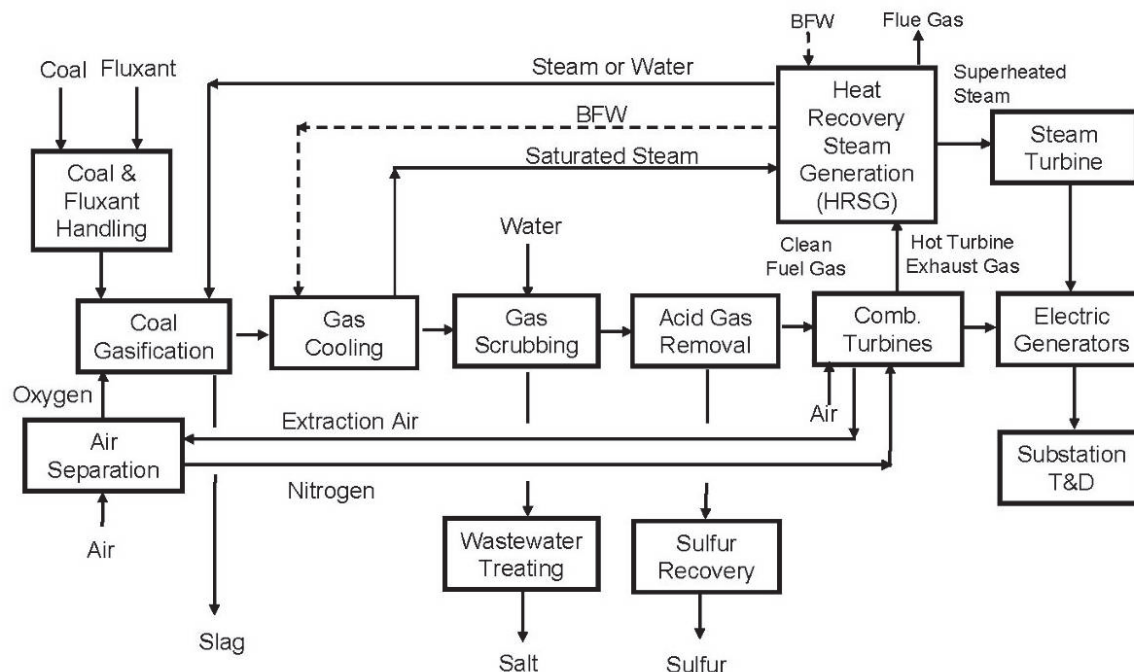 BFW
Flue Gas
Coal Fluxant
Steam or Water
Superheated
Steam
Heat
Recovery
Steam
Generation
(HRSG)
Steam
Turbine
BFW
Coal &
Fluxant
Handling
Saturated Steam
Water
Clean
Fuel Gas
Hot Turbine
Exhaust Gas
Coal
Gasification
Gas
Cooling
Gas
Scrubbing
Acid Gas
Removal
Comb.
Turbines
Electric
Generators
Oxygen
Extraction Air
Air
Air
Separation
Nitrogen
Substation
T&D
Air
Wastewater
Treating
Sulfur
Recovery
Slag
Salt
Sulfur